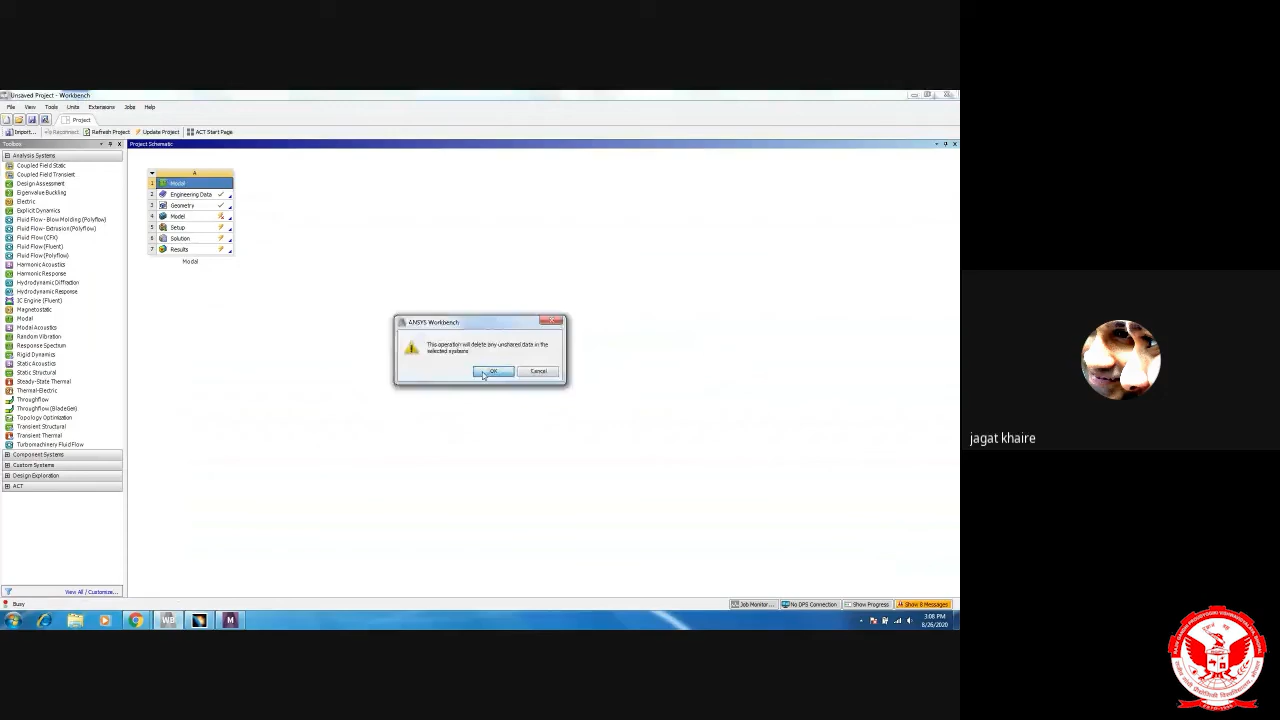 Unsaved Project - Workbench
File View Tools Units Extensions Jobs Help
Project
Import... Reconnect Refresh Project Update Project ACT Start Page
Toolbox
Project Schematic
Analysis Systems
Coupled Field Static
Coupled Field Transient
Design Assessment
Eigenvalue Buckling
Electric
Explicit Dynamics
Fluid Flow - Blow Molding (Polyflow)
Fluid Flow - Extrusion (Polyflow)
Fluid Flow (CFX)
Fluid Flow (Fluent)
Fluid Flow (Polyflow)
Harmonic Acoustics
Harmonic Response
Hydrodynamic Diffraction
Hydrodynamic Response
IC Engine (Fluent)
Magnetostatic
Modal
Modal Acoustics
Random Vibration
Response Spectrum
Rigid Dynamics
Static Acoustics
Static Structural
Steady-State Thermal
Thermal-Electric
Throughflow
Throughflow (BladeGen)
Topology Optimization
Transient Structural
Transient Thermal
Turbomachinery Fluid Flow
Component Systems
Custom Systems
Design Exploration
ACT
View All / Customize...
A
1 Modal
2 Engineering Data
3 Geometry
4 Model
5 Setup
6 Solution
7 Results
Modal
ANSYS Workbench
This operation will delete any unshared data in the
selected systems
OK Cancel
Busy
Job Monitor... No DPS Connection Show Progress Show 8 Messages
WB M
3:08 PM
8/26/2020
jagat khaire